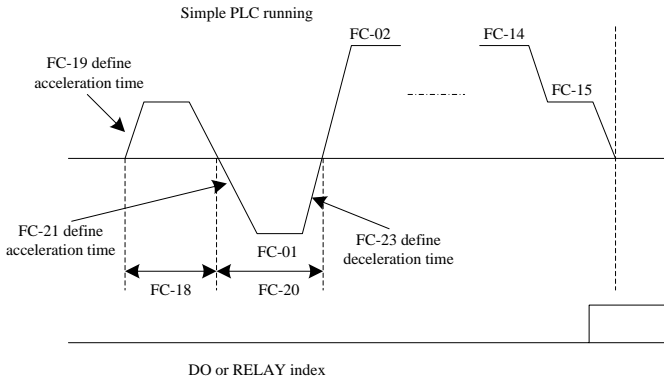 Simple PLC running
FC-02
FC-14
FC-19 define
acceleration time
FC-15
FC-21 define
acceleration time
FC-01
FC-23 define
deceleration time
FC-18
FC-20
DO or RELAY index